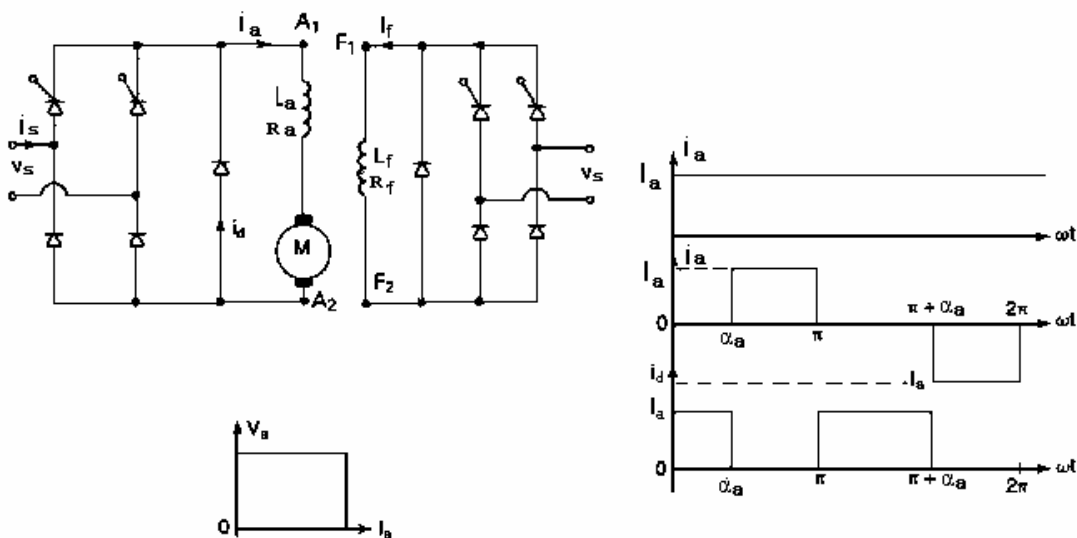 i_a A_1
F_1 I_f
L_a
R_a
i_s
v_s
i_d
M
A_2
L_f
R_f
v_s
F_2
i_a
I_a
ωt
i_a
I_a
0
α_a π π + α_a 2π ωt
i_d
I_a
I_a
0
α_a π π + α_a 2π ωt
V_a
0
I_a